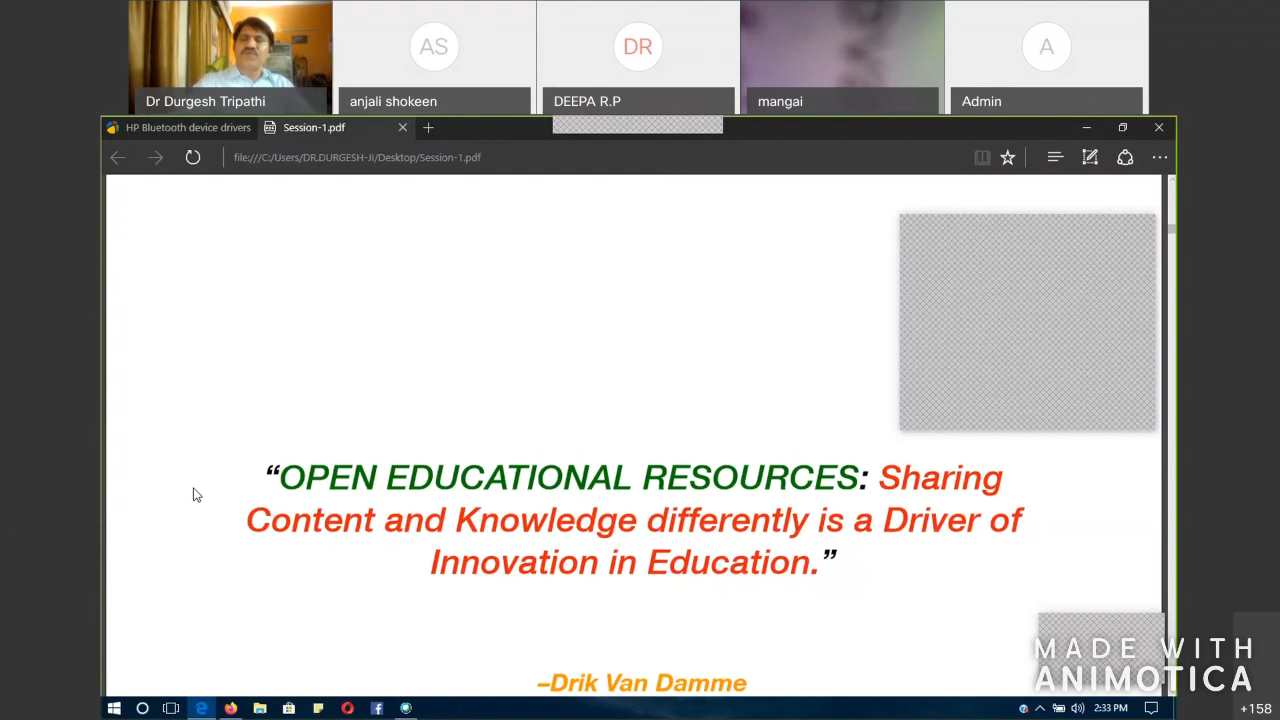 AS
DR
A
Dr Durgesh Tripathi
anjali shokeen
DEEPA R.P
mangai
Admin
HP Bluetooth device drivers
Session-1.pdf
file:///C:/Users/DR.DURGESH-JI/Desktop/Session-1.pdf
“OPEN EDUCATIONAL RESOURCES: Sharing
Content and Knowledge differently is a Driver of
Innovation in Education.”
–Drik Van Damme
MADE WITH
ANIMOTICA
2:33 PM
+158